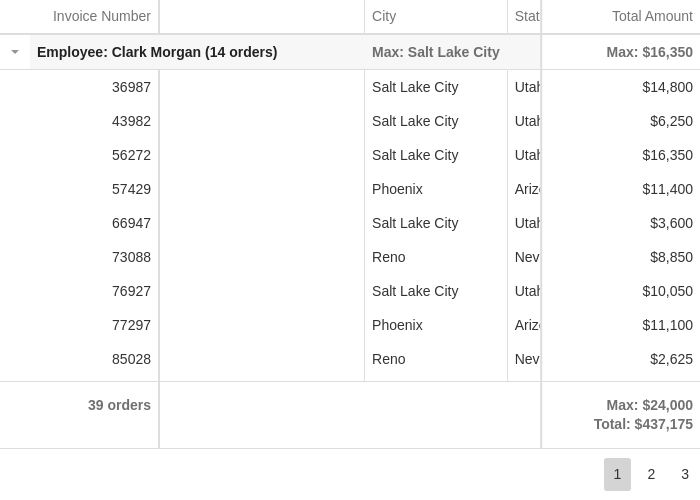 Invoice Number City Stat Total Amount
Employee: Clark Morgan (14 orders) Max: Salt Lake City Max: $16,350
36987 Salt Lake City Utah $14,800
43982 Salt Lake City Utah $6,250
56272 Salt Lake City Utah $16,350
57429 Phoenix Ariz $11,400
66947 Salt Lake City Utah $3,600
73088 Reno Nev $8,850
76927 Salt Lake City Utah $10,050
77297 Phoenix Ariz $11,100
85028 Reno Nev $2,625
39 orders Max: $24,000
Total: $437,175
1 2 3